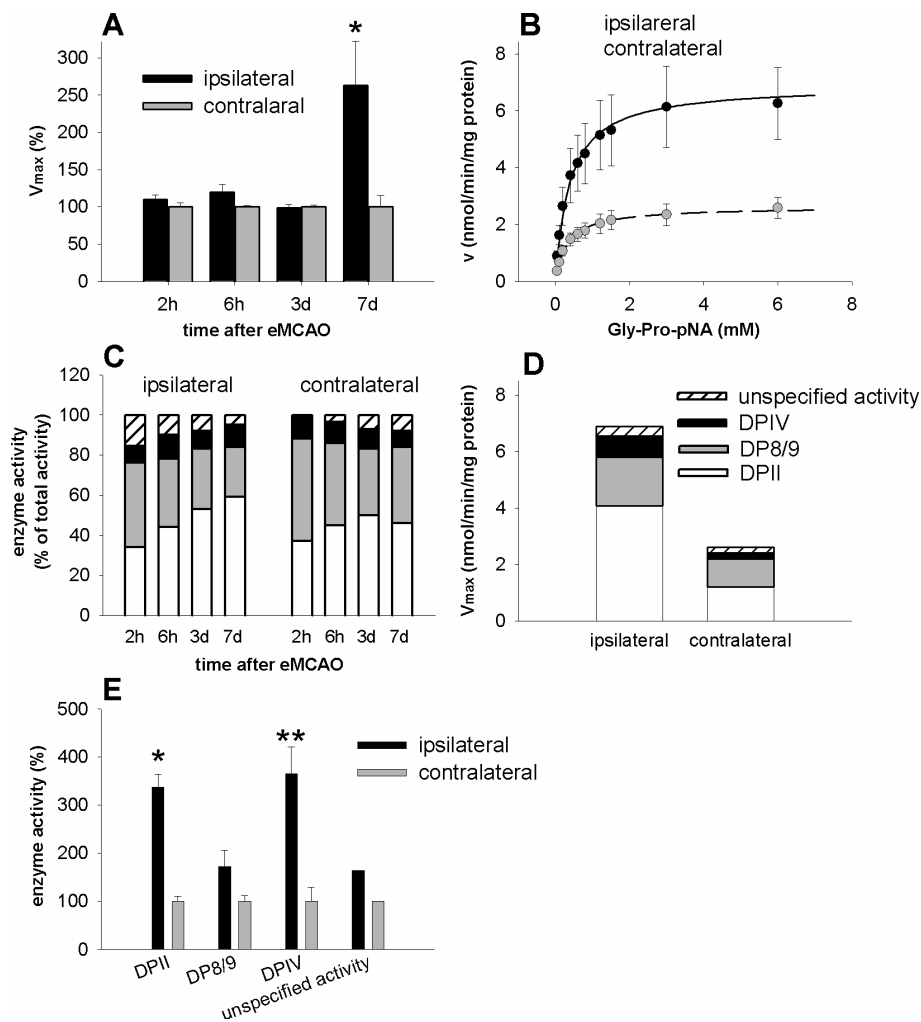 A
Vmax (%)
300
250
200
150
100
50
0
*
ipsilateral
contralaral
2h 6h 3d 7d
time after eMCAO
B
v (nmol/min/mg protein)
8
6
4
2
0
ipsilareral
contralateral
0 2 4 6 8
Gly-Pro-pNA (mM)
C
enzyme activity
(% of total activity)
120
100
80
60
40
20
0
ipsilateral contralateral
2h 6h 3d 7d 2h 6h 3d 7d
time after eMCAO
D
Vmax (nmol/min/mg protein)
8
6
4
2
0
unspecified activity
DPIV
DP8/9
DPII
ipsilateral contralateral
E
enzyme activity (%)
500
400
300
200
100
0
*
**
ipsilateral
contralateral
DPII
DP8/9
DPIV
unspecified activity